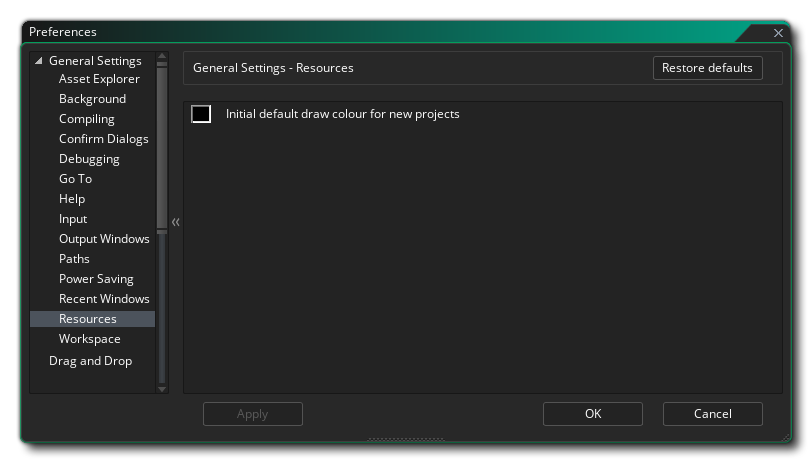 Preferences
General Settings
Asset Explorer
Background
Compiling
Confirm Dialogs
Debugging
Go To
Help
Input
Output Windows
Paths
Power Saving
Recent Windows
Resources
Workspace
Drag and Drop
General Settings - Resources
Restore defaults
Initial default draw colour for new projects
Apply
OK
Cancel